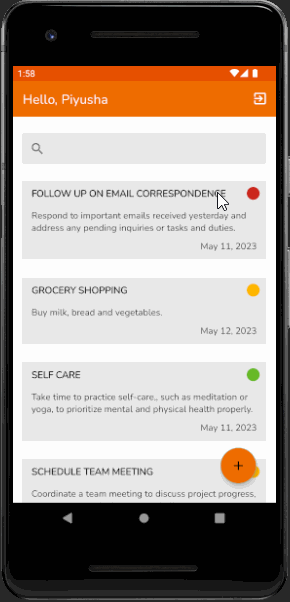 1:58
Hello, Piyusha
FOLLOW UP ON EMAIL CORRESPONDENCE
Respond to important emails received yesterday and
address any pending inquiries or tasks and duties.
May 11, 2023
GROCERY SHOPPING
Buy milk, bread and vegetables.
May 12, 2023
SELF CARE
Take time to practice self-care,, such as meditation or
yoga, to prioritize mental and physical health properly.
May 11, 2023
SCHEDULE TEAM MEETING
Coordinate a team meeting to discuss project progress,